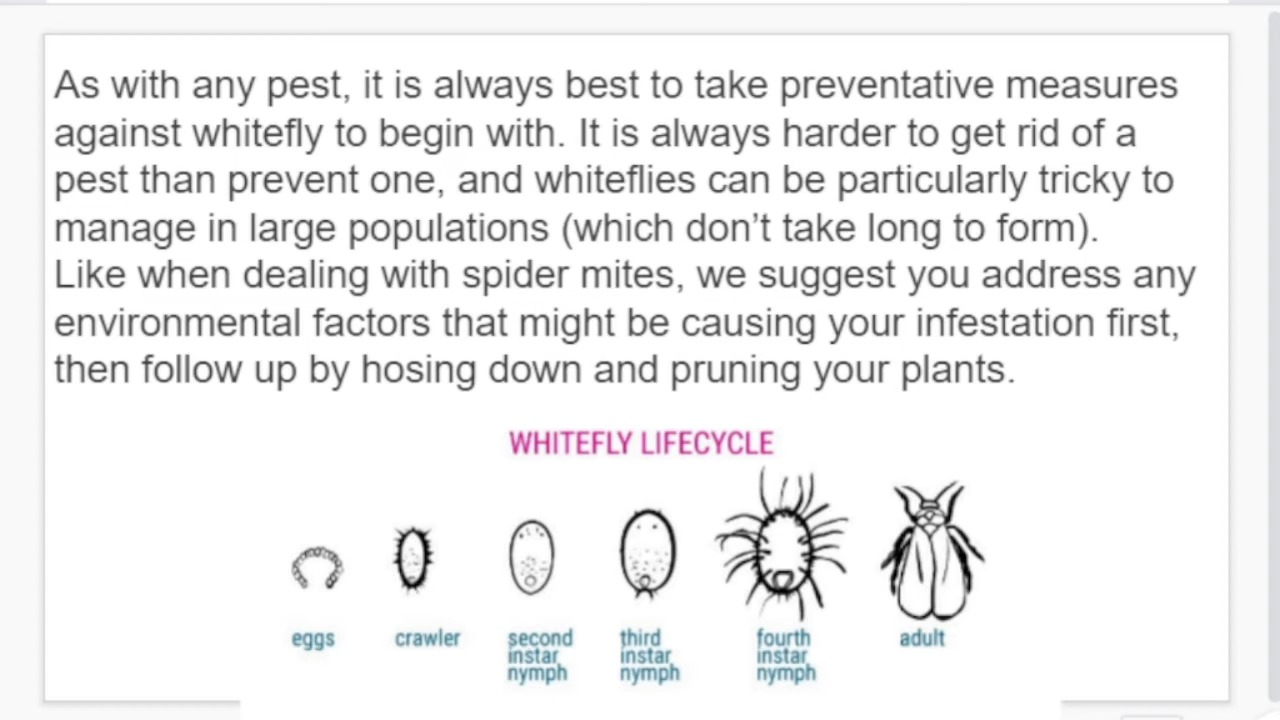 As with any pest, it is always best to take preventative measures
against whitefly to begin with. It is always harder to get rid of a
pest than prevent one, and whiteflies can be particularly tricky to
manage in large populations (which don’t take long to form).
Like when dealing with spider mites, we suggest you address any
environmental factors that might be causing your infestation first,
then follow up by hosing down and pruning your plants.
WHITEFLY LIFECYCLE
eggs
crawler
second
instar
nymph
third
instar
nymph
fourth
instar
nymph
adult